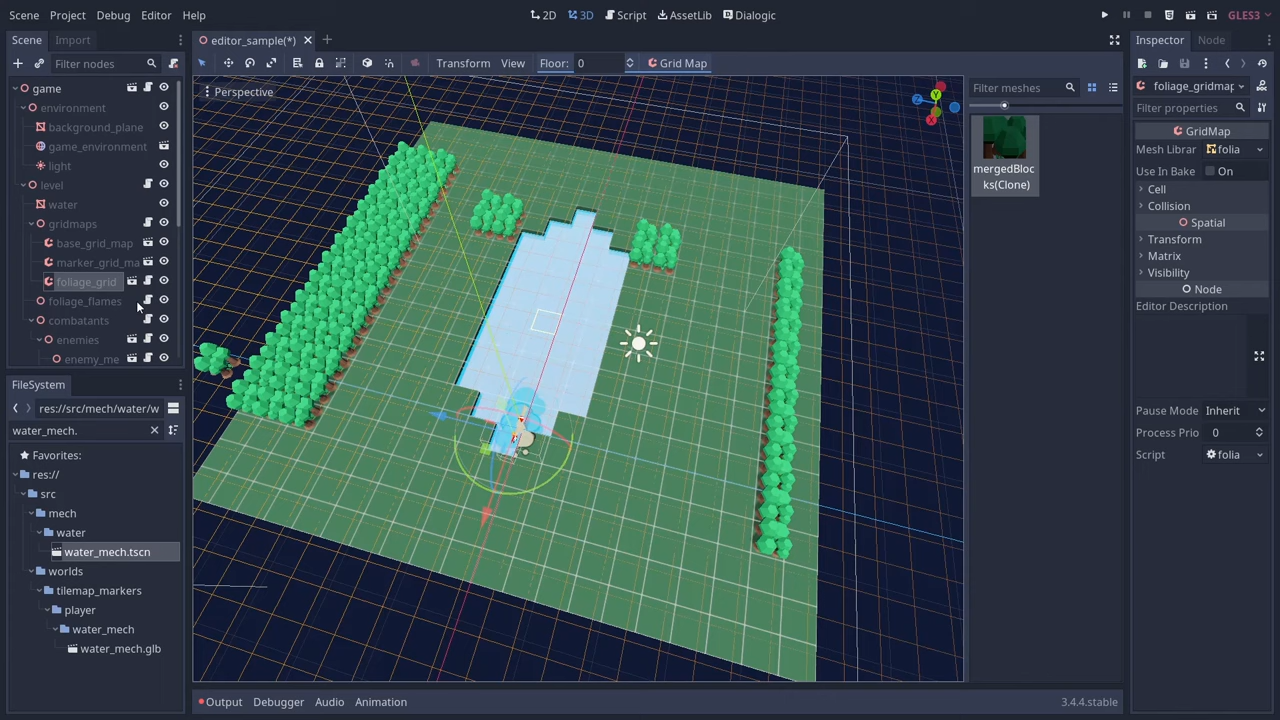 Scene Project Debug Editor Help
2D 3D Script AssetLib Dialogic
GLES3
Scene Import
editor_sample(*)
Inspector Node
Filter nodes
Transform View Floor: 0 Grid Map
game
environment
background_plane
game_environment
light
level
water
gridmaps
base_grid_map
marker_grid_ma
foliage_grid
foliage_flames
combatants
enemies
enemy_me
Perspective
Filter meshes
mergedBloc
ks(Clone)
foliage_gridmap
Filter properties
GridMap
Mesh Librar folia
Use In Bake On
Cell
Collision
Spatial
Transform
Matrix
Visibility
Node
Editor Description
Pause Mode Inherit
Process Prio 0
Script folia
FileSystem
res://src/mech/water/w
water_mech.
Favorites:
res://
src
mech
water
water_mech.tscn
worlds
tilemap_markers
player
water_mech
water_mech.glb
Output Debugger Audio Animation
3.4.4.stable